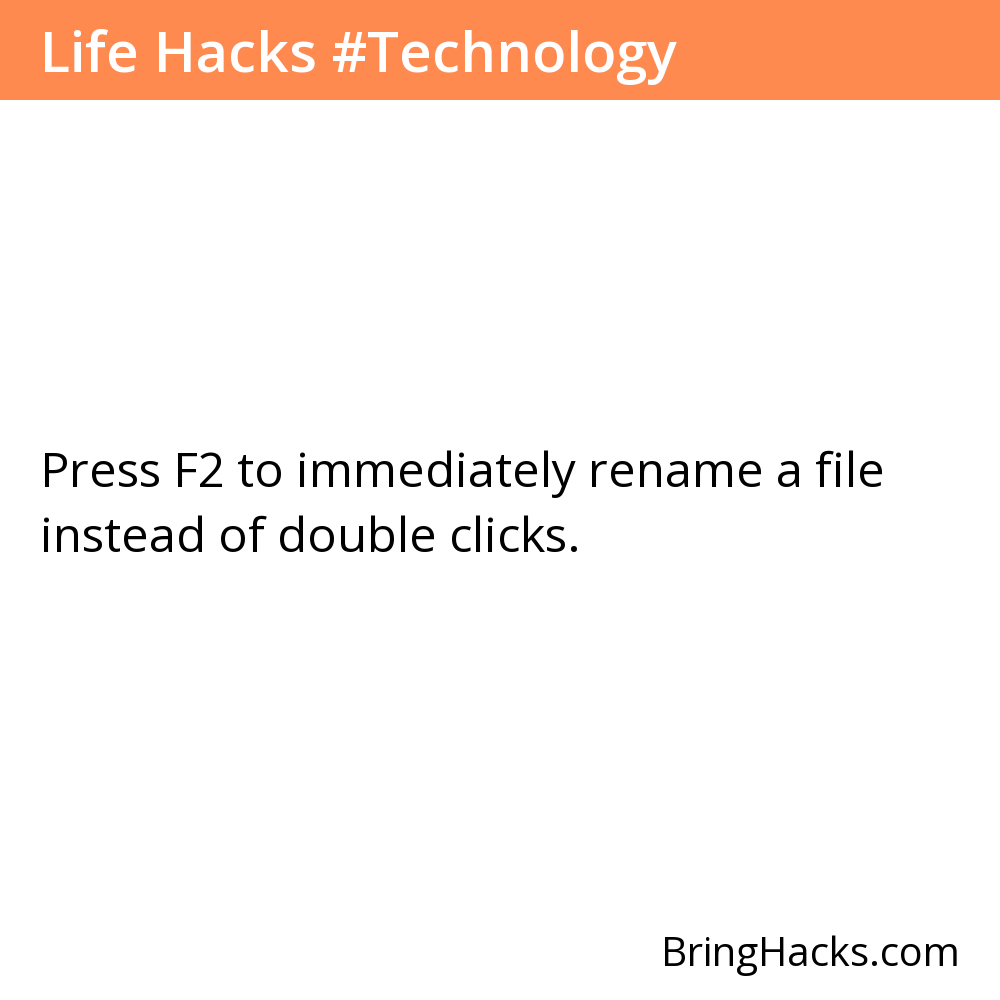 Life Hacks #Technology
Press F2 to immediately rename a file
instead of double clicks.
BringHacks.com